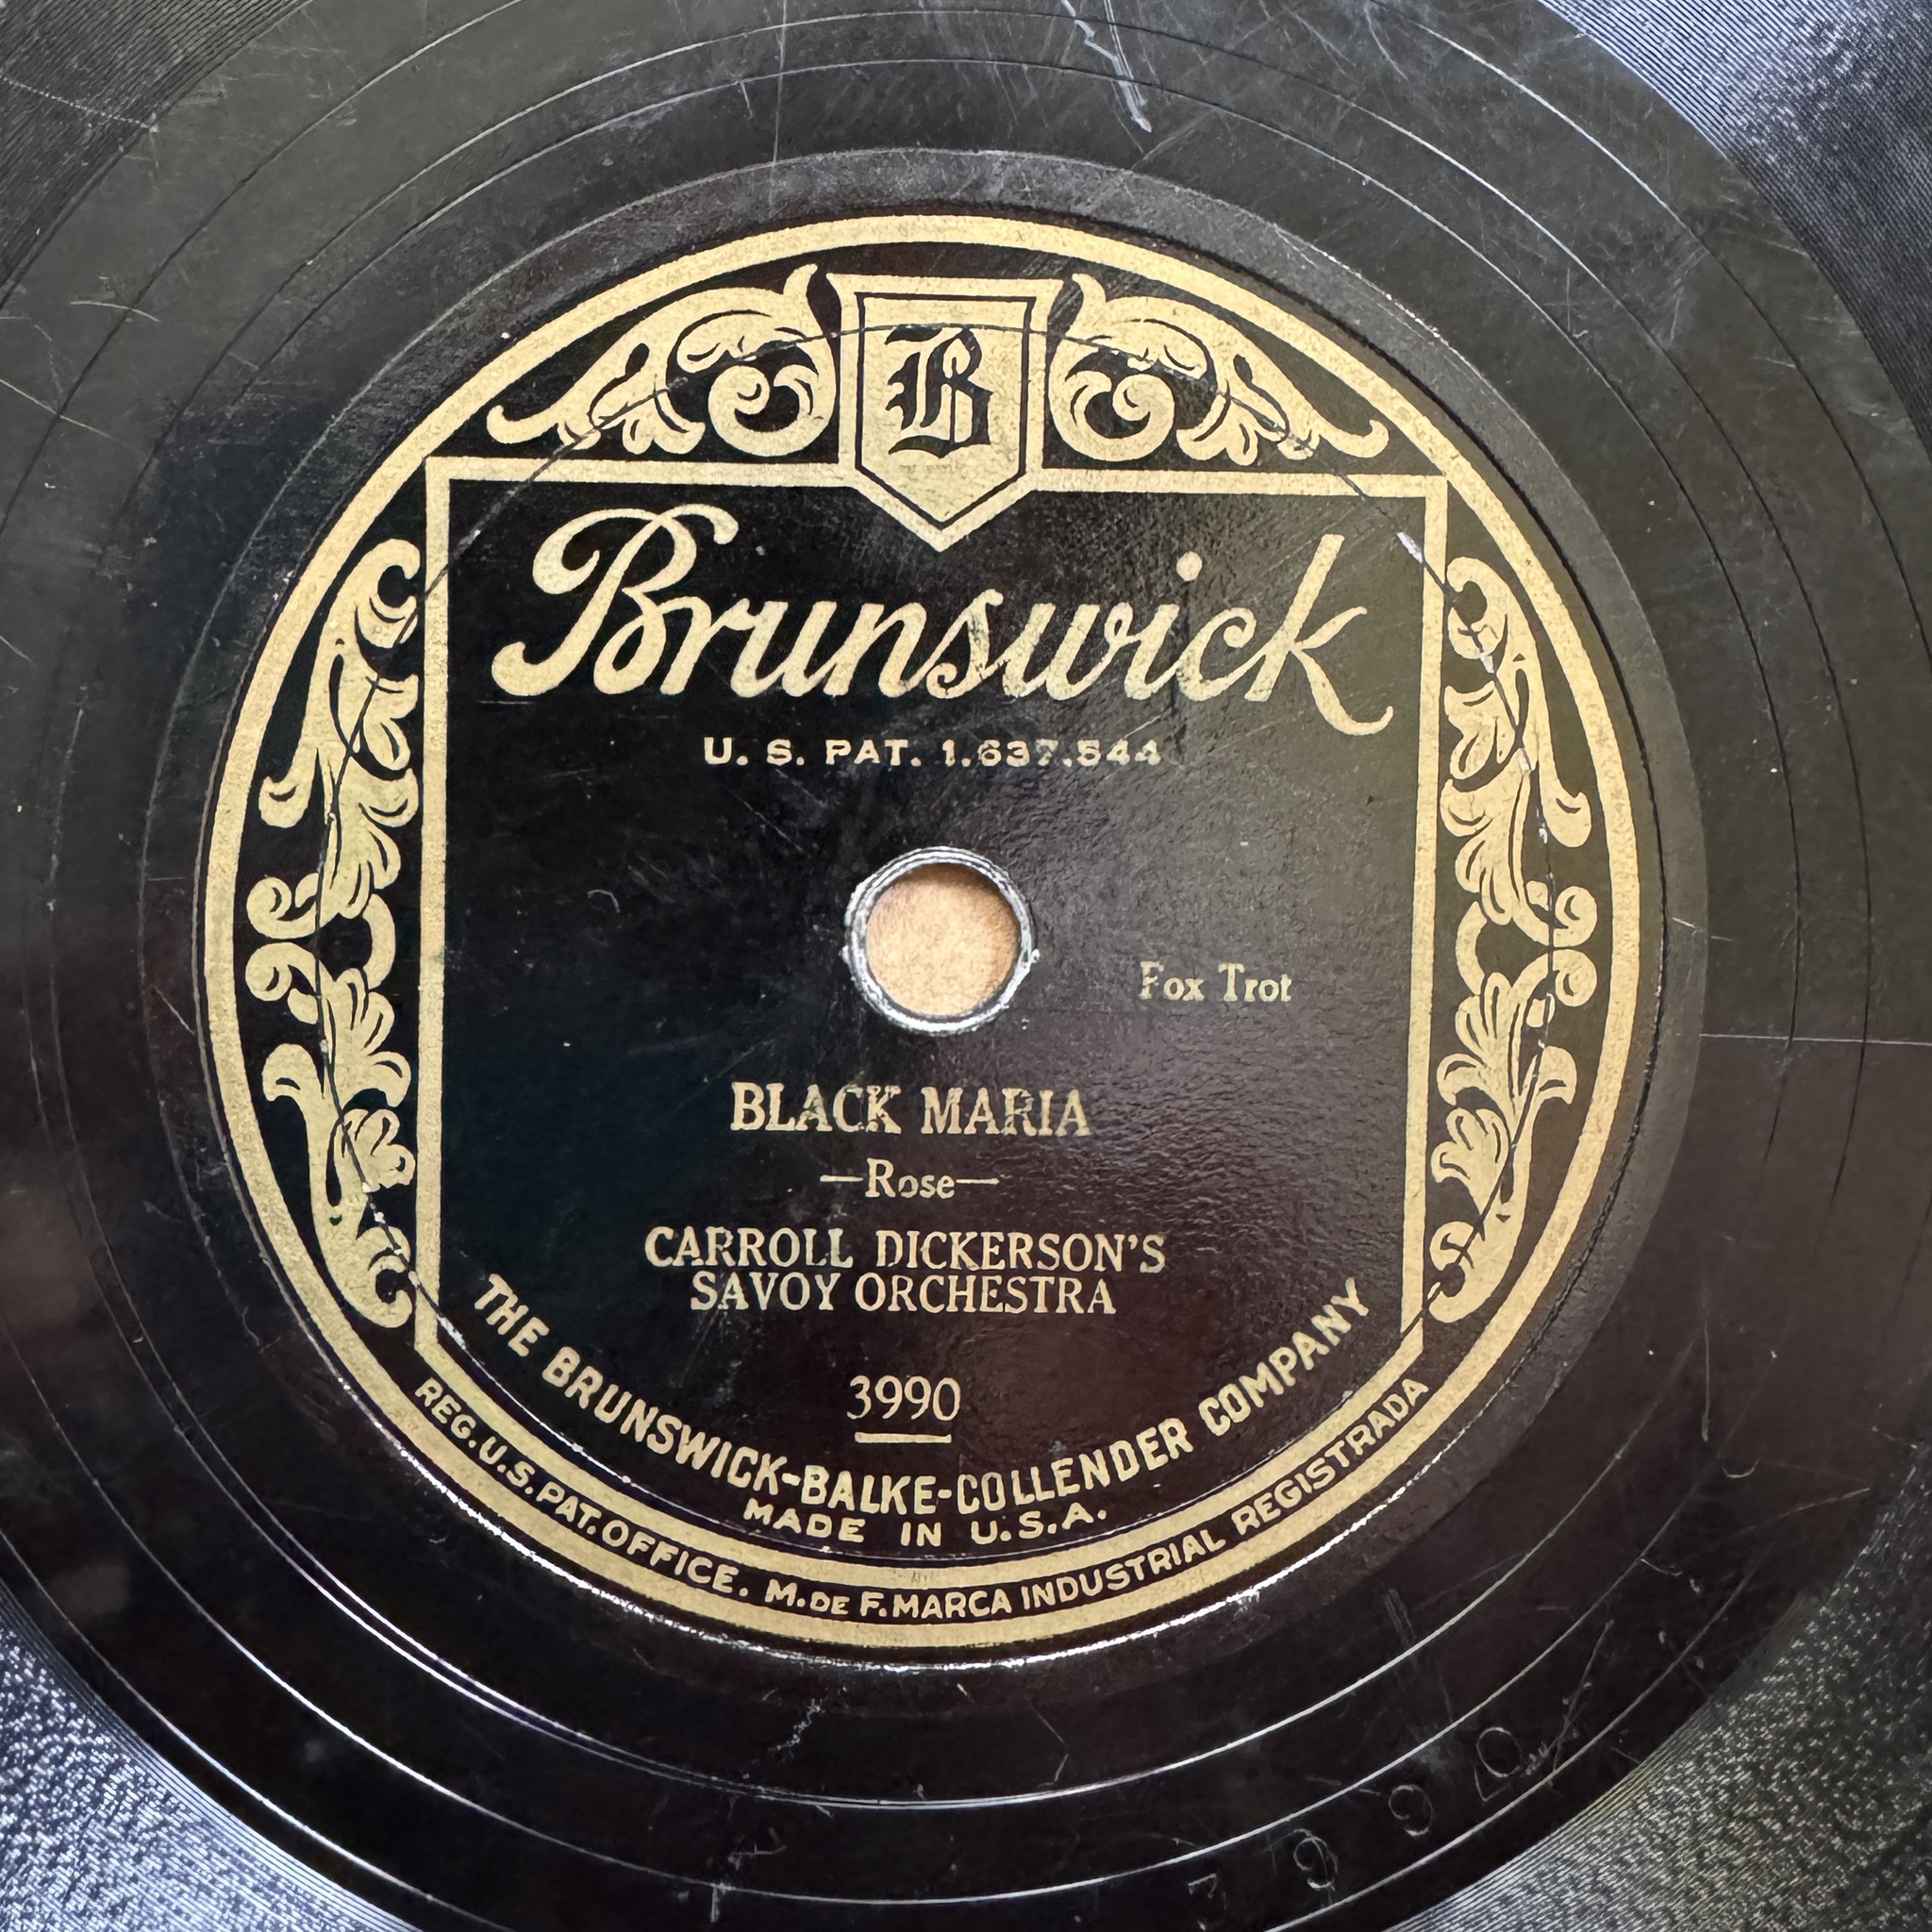 B
Brunswick
U. S. PAT. 1.637.544
Fox Trot
BLACK MARIA
—Rose—
CARROLL DICKERSON'S
SAVOY ORCHESTRA
3990
THE BRUNSWICK-BALKE-COLLENDER COMPANY
MADE IN U.S.A.
REG. U.S. PAT. OFFICE. M. DE F. MARCA INDUSTRIAL REGISTRADA